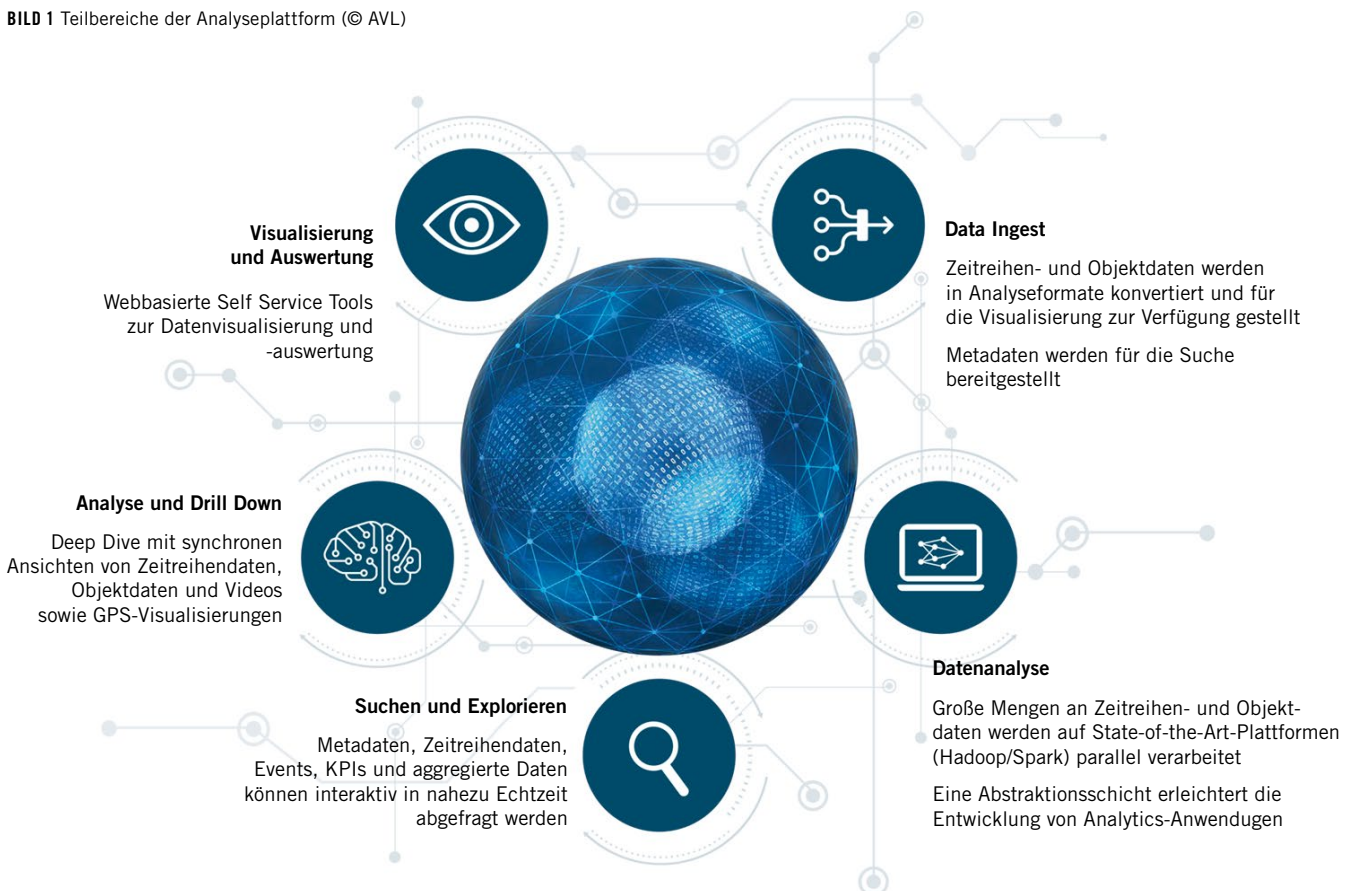 BILD 1 Teilbereiche der Analyseplattform (© AVL)
Visualisierung
und Auswertung
Webbasierte Self Service Tools
zur Datenvisualisierung und
-auswertung
Data Ingest
Zeitreihen- und Objektdaten werden
in Analyseformate konvertiert und für
die Visualisierung zur Verfügung gestellt
Metadaten werden für die Suche
bereitgestellt
Analyse und Drill Down
Deep Dive mit synchronen
Ansichten von Zeitreihendaten,
Objektdaten und Videos
sowie GPS-Visualisierungen
Datenanalyse
Große Mengen an Zeitreihen- und Objekt-
daten werden auf State-of-the-Art-Plattformen
(Hadoop/Spark) parallel verarbeitet
Eine Abstraktionsschicht erleichtert die
Entwicklung von Analytics-Anwendugen
Suchen und Explorieren
Metadaten, Zeitreihendaten,
Events, KPIs und aggregierte Daten
können interaktiv in nahezu Echtzeit
abgefragt werden